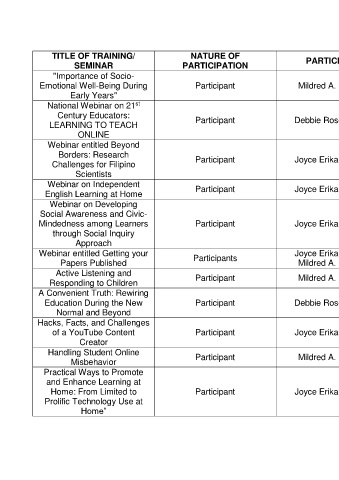 TITLE OF TRAINING/
SEMINAR
NATURE OF
PARTICIPATION
PARTICI
"Importance of Socio-
Emotional Well-Being During
Early Years"
Participant
Mildred A.
National Webinar on 21st
Century Educators:
LEARNING TO TEACH
ONLINE
Participant
Debbie Ros
Webinar entitled Beyond
Borders: Research
Challenges for Filipino
Scientists
Participant
Joyce Erika
Webinar on Independent
English Learning at Home
Participant
Joyce Erika
Webinar on Developing
Social Awareness and Civic-
Mindedness among Learners
through Social Inquiry
Approach
Participant
Joyce Erika
Webinar entitled Getting your
Papers Published
Participants
Joyce Erika
Mildred A.
Active Listening and
Responding to Children
Participant
Mildred A.
A Convenient Truth: Rewiring
Education During the New
Normal and Beyond
Participant
Debbie Ros
Hacks, Facts, and Challenges
of a YouTube Content
Creator
Participant
Joyce Erika
Handling Student Online
Misbehavior
Participant
Mildred A.
Practical Ways to Promote
and Enhance Learning at
Home: From Limited to
Prolific Technology Use at
Home"
Participant
Joyce Erika